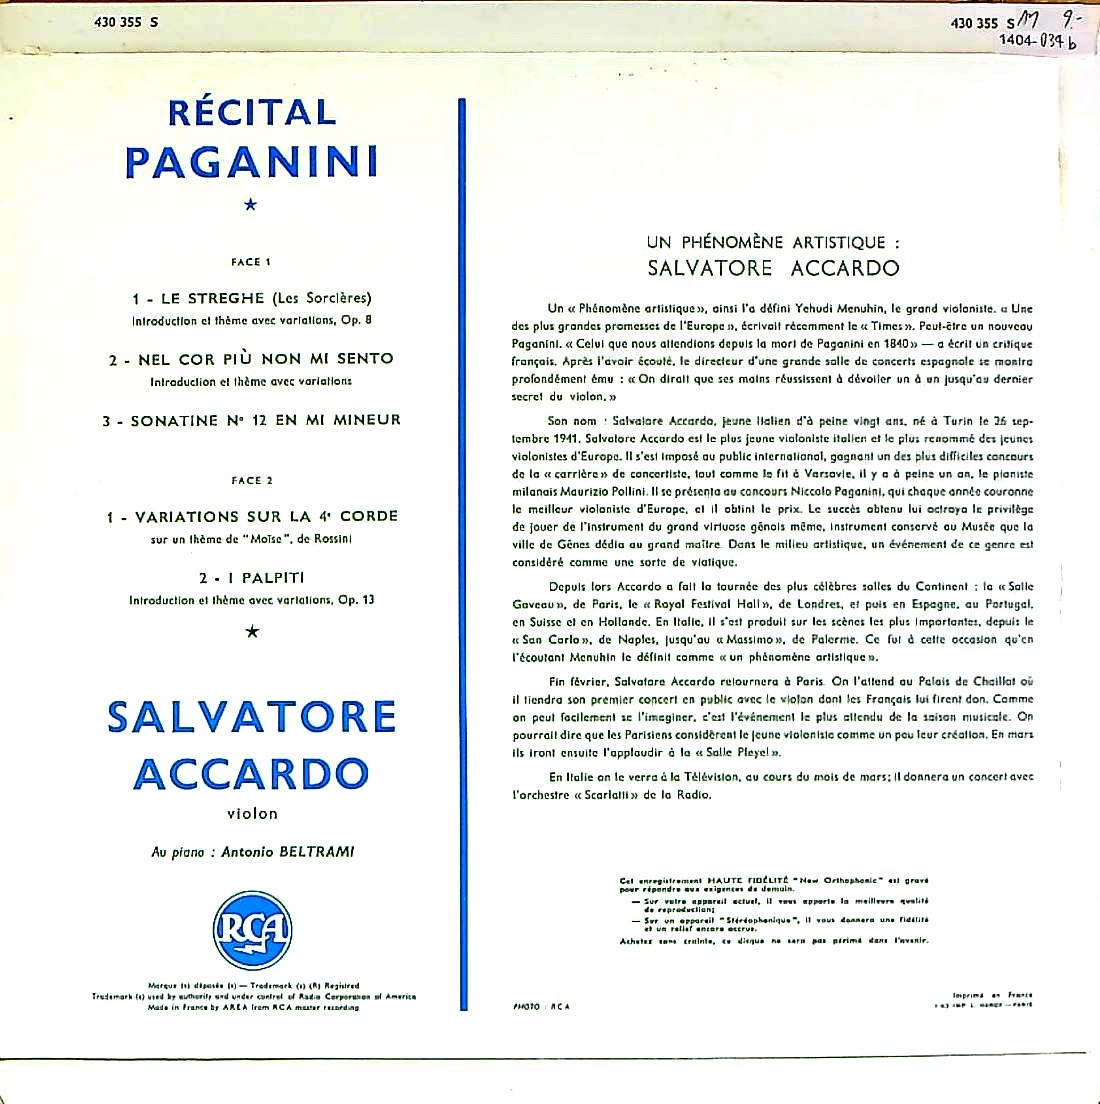 430 355 S
430 355 S M 9.-
1404-034 b
RÉCITAL
PAGANINI
FACE 1
1 - LE STREGHE (Les Sorcières)
Introduction et thème avec variations, Op. 8
2 - NEL COR PIÙ NON MI SENTO
Introduction et thème avec variations
3 - SONATINE Nº 12 EN MI MINEUR
FACE 2
1 - VARIATIONS SUR LA 4e CORDE
sur un thème de "Moïse", de Rossini
2 - I PALPITI
Introduction et thème avec variations, Op. 13
SALVATORE
ACCARDO
violon
Au piano : Antonio BELTRAMI
RCA
Marque (s) déposée (s) — Trademark (s) (R) Registred
Trademark (s) used by authority and under control of Radio Corporation of America
Made in France by AREA from RCA master recording
UN PHÉNOMÈNE ARTISTIQUE :
SALVATORE ACCARDO
Un « Phénomène artistique », ainsi l'a défini Yehudi Menuhin, le grand violoniste. « Une
des plus grandes promesses de l'Europe », écrivait récemment le « Times ». Peut-être un nouveau
Paganini. « Celui que nous attendions depuis la mort de Paganini en 1840 » — a écrit un critique
français. Après l'avoir écouté, le directeur d'une grande salle de concerts espagnole se montra
profondément ému : « On dirait que ses mains réussissent à dévoiler un à un jusqu'au dernier
secret du violon. »
Son nom : Salvatore Accardo, jeune Italien d'à peine vingt ans, né à Turin le 26 sep-
tembre 1941. Salvatore Accardo est le plus jeune violoniste italien et le plus renommé des jeunes
violonistes d'Europe. Il s'est imposé au public international, gagnant un des plus difficiles concours
de la « carrière » de concertiste, tout comme le fit à Varsovie, il y a à peine un an, le pianiste
milanais Maurizio Pollini. Il se présenta au concours Niccolo Paganini, qui chaque année couronne
le meilleur violoniste d'Europe, et il obtint le prix. Le succès obtenu lui octroya le privilège
de jouer de l'instrument du grand virtuose génois même, instrument conservé au Musée que la
ville de Gênes dédia au grand maître. Dans le milieu artistique, un événement de ce genre est
considéré comme une sorte de viatique.
Depuis lors Accardo a fait la tournée des plus célèbres salles du Continent : la « Salle
Gaveau », de Paris, le « Royal Festival Hall », de Londres, et puis en Espagne, au Portugal,
en Suisse et en Hollande. En Italie, il s'est produit sur les scènes les plus importantes, depuis le
« San Carlo », de Naples, jusqu'au « Massimo », de Palerme. Ce fut à cette occasion qu'en
l'écoutant Menuhin le définit comme « un phénomène artistique ».
Fin février, Salvatore Accardo retournera à Paris. On l'attend au Palais de Chaillot où
il tiendra son premier concert en public avec le violon dont les Français lui firent don. Comme
on peut facilement se l'imaginer, c'est l'événement le plus attendu de la saison musicale. On
pourrait dire que les Parisiens considèrent le jeune violoniste comme un peu leur création. En mars
ils iront ensuite l'applaudir à la « Salle Pleyel ».
En Italie on le verra à la Télévision, au cours du mois de mars; il donnera un concert avec
l'orchestre « Scarlatti » de la Radio.
Cet enregistrement HAUTE FIDÉLITÉ "New Orthophonic" est gravé
pour répondre aux exigences de demain.
— Sur votre appareil actuel, il vous apporte la meilleure qualité
de reproduction;
— Sur un appareil "Stéréophonique", il vous donnera une fidélité
et un relief encore accrus.
Achetez sans crainte, ce disque ne sera pas périmé dans l'avenir.
PHOTO : RCA
Imprimé en France
IMP L. — PARIS